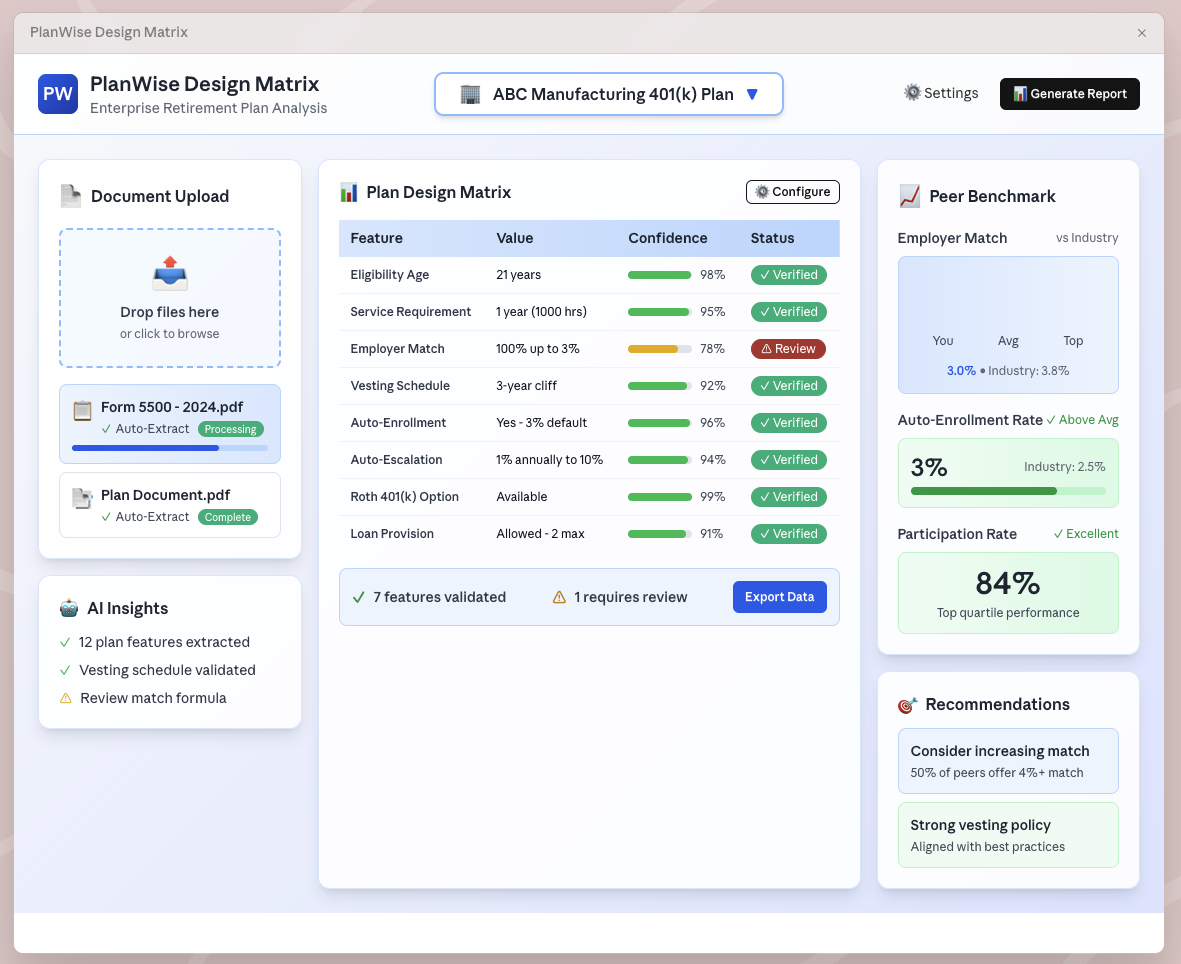 PlanWise Design Matrix
×
PW
PlanWise Design Matrix
Enterprise Retirement Plan Analysis
ABC Manufacturing 401(k) Plan
Settings
Generate Report
Document Upload
Drop files here
or click to browse
Form 5500 - 2024.pdf
✓ Auto-Extract Processing
Plan Document.pdf
✓ Auto-Extract Complete
AI Insights
✓ 12 plan features extracted
✓ Vesting schedule validated
⚠ Review match formula
Plan Design Matrix
Configure
Feature Value Confidence Status
Eligibility Age 21 years 98% ✓ Verified
Service Requirement 1 year (1000 hrs) 95% ✓ Verified
Employer Match 100% up to 3% 78% ⚠ Review
Vesting Schedule 3-year cliff 92% ✓ Verified
Auto-Enrollment Yes - 3% default 96% ✓ Verified
Auto-Escalation 1% annually to 10% 94% ✓ Verified
Roth 401(k) Option Available 99% ✓ Verified
Loan Provision Allowed - 2 max 91% ✓ Verified
✓ 7 features validated ⚠ 1 requires review Export Data
Peer Benchmark
Employer Match vs Industry
You Avg Top
3.0% • Industry: 3.8%
Auto-Enrollment Rate ✓ Above Avg
3% Industry: 2.5%
Participation Rate ✓ Excellent
84%
Top quartile performance
Recommendations
Consider increasing match
50% of peers offer 4%+ match
Strong vesting policy
Aligned with best practices